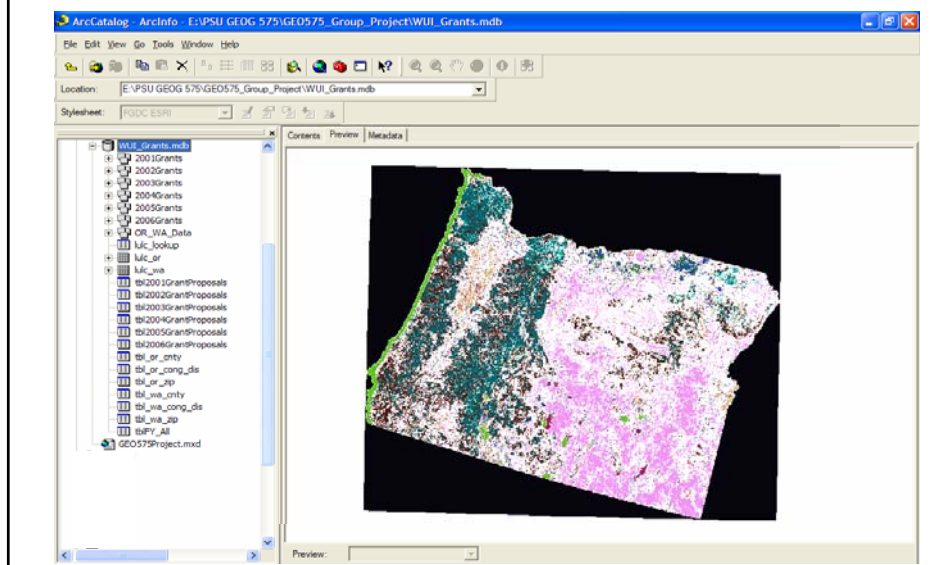 ArcCatalog - ArcInfo - E:\PSU GEOG 575\GEO575_Group_Project\WUI_Grants.mdb
File Edit View Go Tools Window Help
Location: E:\PSU GEOG 575\GEO575_Group_Project\WUI_Grants.mdb
Stylesheet: FGDC ESRI
Contents Preview Metadata
WUI_Grants.mdb
2001Grants
2002Grants
2003Grants
2004Grants
2005Grants
2006Grants
OR_WA_Data
lulc_lookup
lulc_or
lulc_wa
tbl2001GrantProposals
tbl2002GrantProposals
tbl2003GrantProposals
tbl2004GrantProposals
tbl2005GrantProposals
tbl2006GrantProposals
tbl_or_cnty
tbl_or_cong_dis
tbl_or_zip
tbl_wa_cnty
tbl_wa_cong_dis
tbl_wa_zip
tblFY_All
GEO575Project.mxd
Preview: